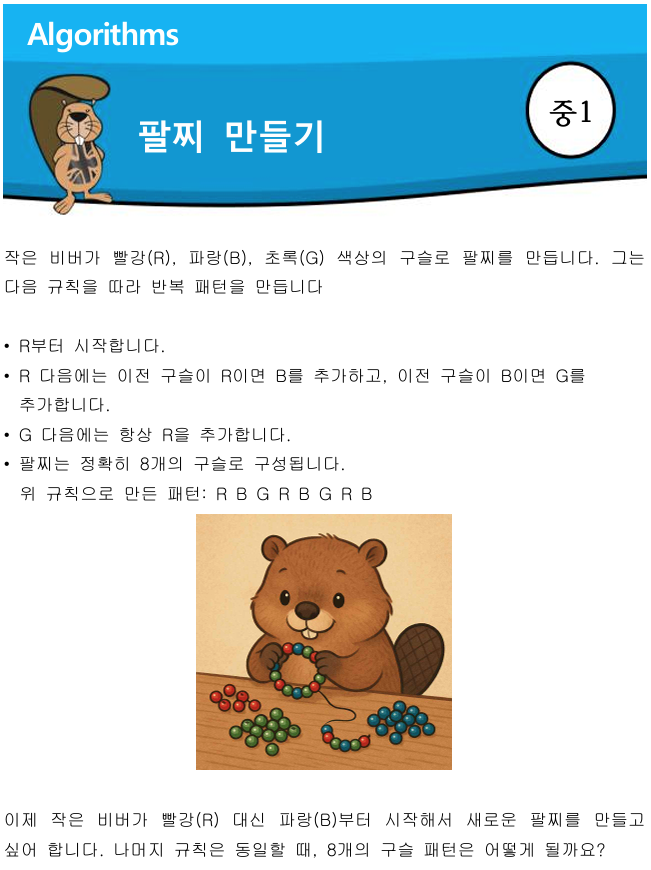 Algorithms
팔찌 만들기
중1
작은 비버가 빨강(R), 파랑(B), 초록(G) 색상의 구슬로 팔찌를 만듭니다. 그는
다음 규칙을 따라 반복 패턴을 만듭니다
• R부터 시작합니다.
• R 다음에는 이전 구슬이 R이면 B를 추가하고, 이전 구슬이 B이면 G를
추가합니다.
• G 다음에는 항상 R을 추가합니다.
• 팔찌는 정확히 8개의 구슬로 구성됩니다.
위 규칙으로 만든 패턴: R B G R B G R B
이제 작은 비버가 빨강(R) 대신 파랑(B)부터 시작해서 새로운 팔찌를 만들고
싶어 합니다. 나머지 규칙은 동일할 때, 8개의 구슬 패턴은 어떻게 될까요?